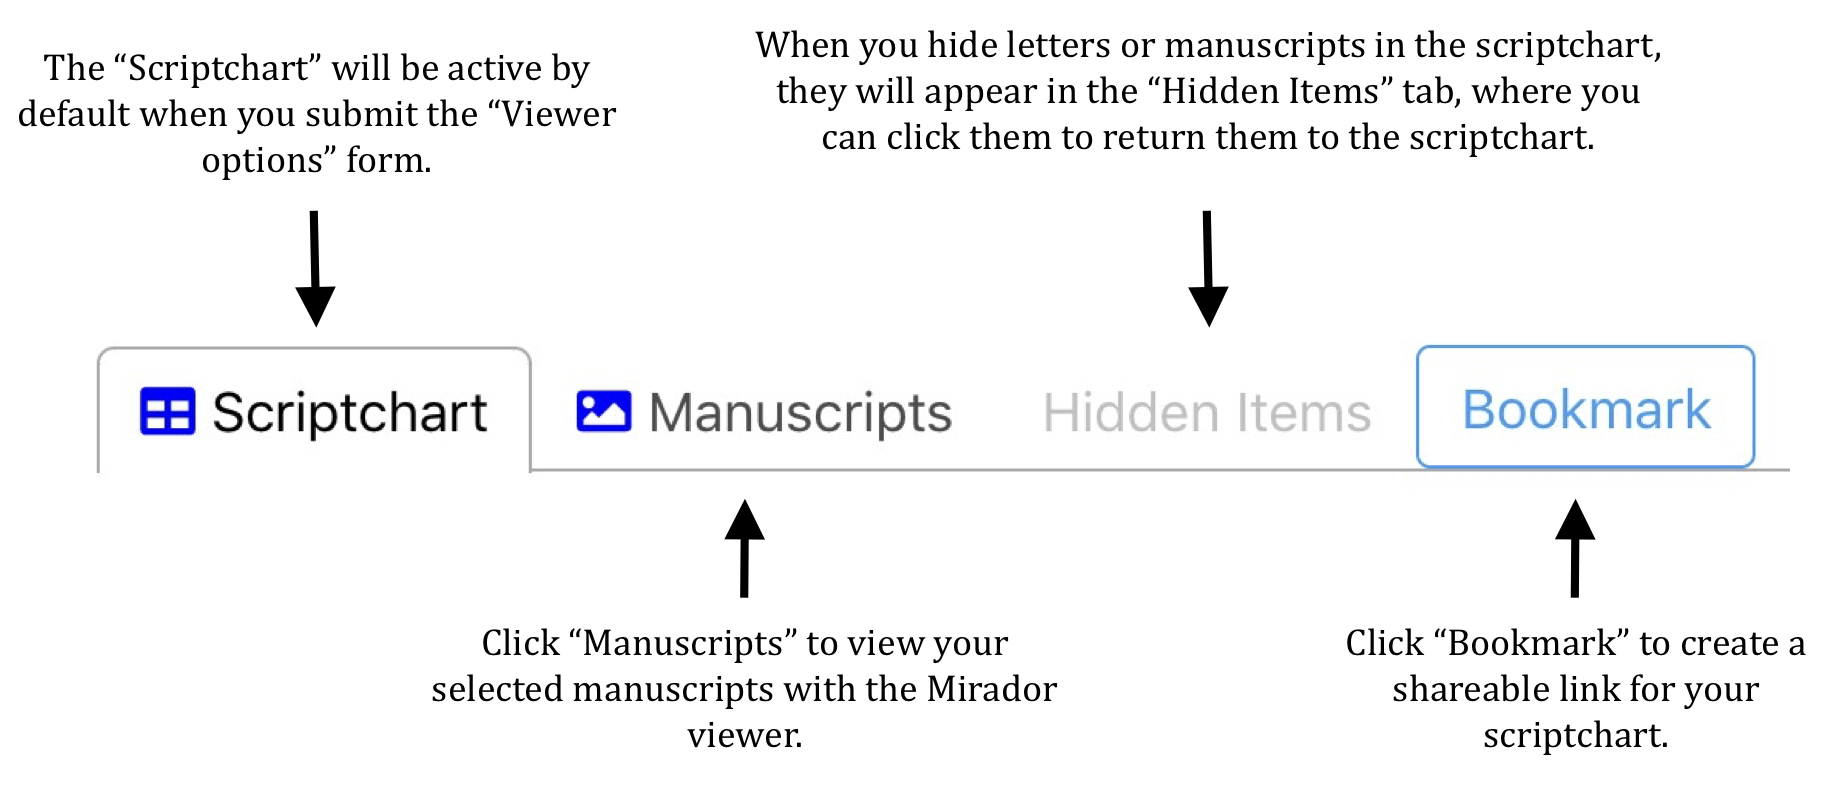 The “Scriptchart” will be active by
default when you submit the “Viewer
options” form.
When you hide letters or manuscripts in the scriptchart,
they will appear in the “Hidden Items” tab, where you
can click them to return them to the scriptchart.
Scriptchart
Manuscripts
Hidden Items
Bookmark
Click “Manuscripts” to view your
selected manuscripts with the Mirador
viewer.
Click “Bookmark” to create a
shareable link for your
scriptchart.